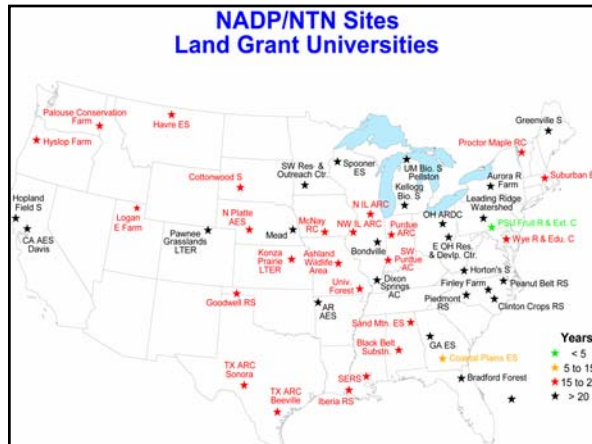 NADP/NTN Sites
Land Grant Universities
Palouse Conservation
Farm
Havre ES
Hyslop Farm
Greenville S
Proctor Maple RC
SW Res &
Outreach Ctr.
Spooner
ES
UM Bio. S
Pellston
Aurora R
Farm
Suburban E
Cottonwood S
Kellogg
Bio. S
Leading Ridge
Watershed
Hopland
Field S
Logan
E Farm
N Platte
AES
N IL ARC
OH ARDC
PSU Fruit R & Ext. C
Pawnee
Grasslands
LTER
Mead
McNay
RC
NW IL ARC
Purdue
ARC
Wye R & Edu. C
CA AES
Davis
Konza
Prairie
LTER
Ashland
Wildlife
Area
Bondville
SW
Purdue
AC
E OH Res.
& Devlp. Ctr.
Univ.
Forest
Dixon
Springs
AC
Horton's S
Finley Farm
Peanut Belt RS
Goodwell RS
AR
AES
Piedmont
RS
Clinton Crops RS
Sand Mtn. ES
Black Belt
Substn.
GA ES
Years
< 5
5 to 15
15 to 2
> 20
Coastal Plains ES
TX ARC
Sonora
SERS
Bradford Forest
TX ARC
Beeville
Iberia RS